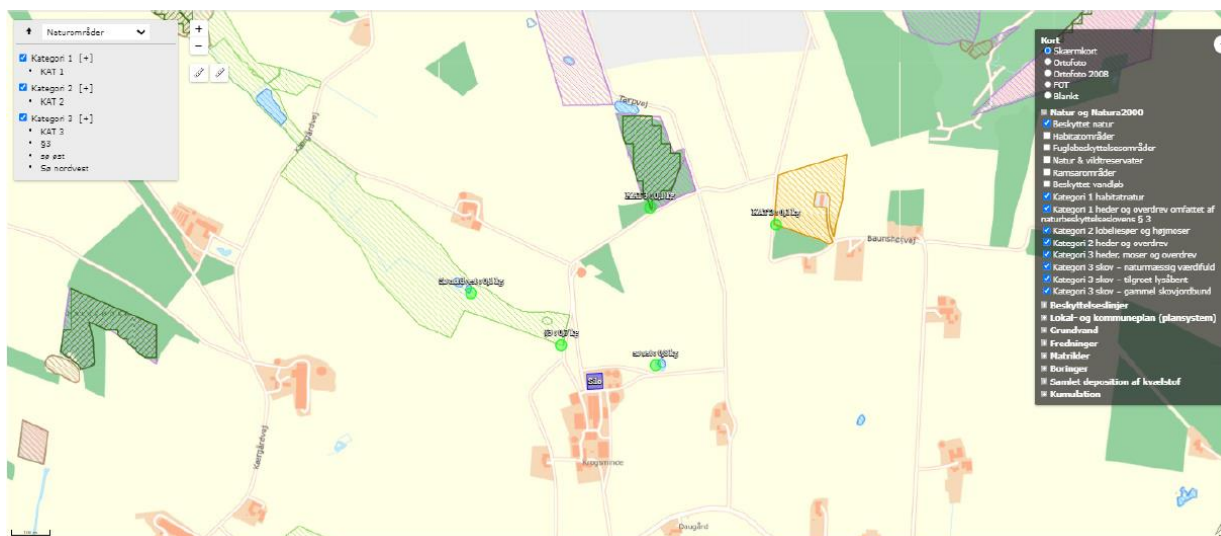 Naturområder
+
−
Kategori 1 [+]
KAT 1
Kategori 2 [+]
KAT 2
Kategori 3 [+]
KAT 3
§3
sø øst
Sø nordvest
Kærgårdvej
Kærgårdvej
Baunshøjvej
Silo
Krogsminde
Daugård
Kort
Skærmkort
Ortofoto
Ortofoto 2008
FOT
Blankt
Natur og Natura2000
Beskyttet natur
Habitatområder
Fuglebeskyttelsesområder
Natur & vildtreservater
Ramsarområder
Beskyttet vandløb
Kategori 1 habitatnatur
Kategori 1 heder og overdrev omfattet af
naturbeskyttelseslovens § 3
Kategori 2 lobeliesøer og højmoser
Kategori 2 heder og overdrev
Kategori 3 heder, moser og overdrev
Kategori 3 skov – naturmæssig værdifuld
Kategori 3 skov – tilgroet lysåbent
Kategori 3 skov – gammel skovjordbund
Beskyttelseslinjer
Lokal- og kommuneplan (plansystem)
Grundvand
Fredninger
Matrikler
Boringer
Samlet deposition af kvælstof
Kumulation